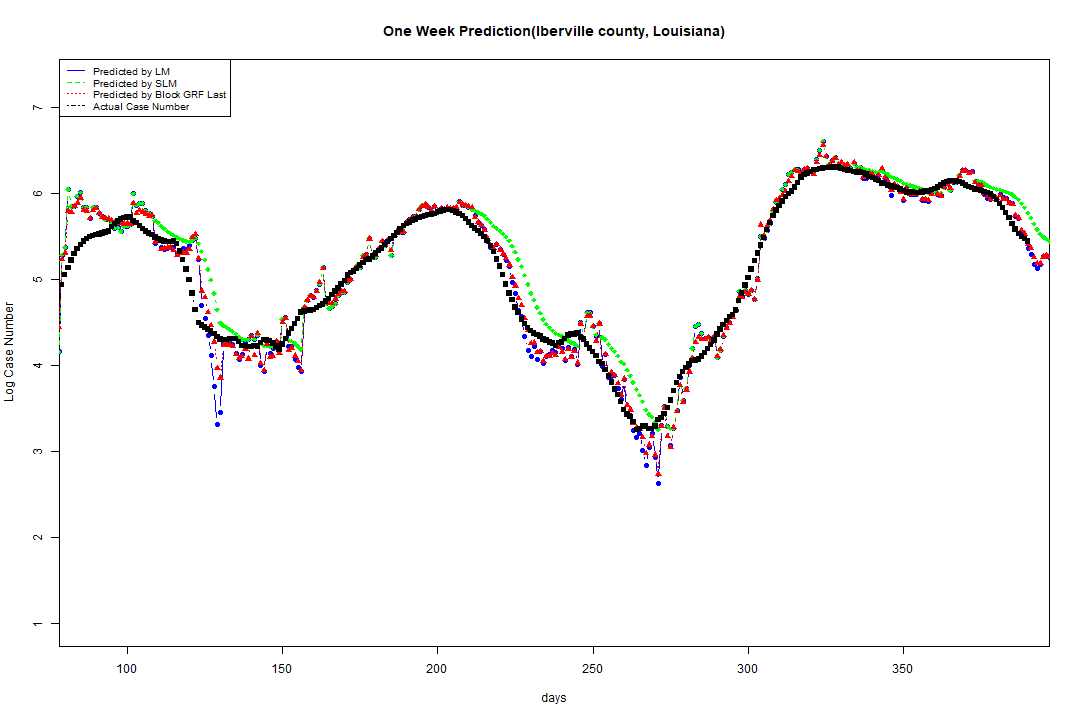 One Week Prediction(Iberville county, Louisiana)
Predicted by LM
Predicted by SLM
Predicted by Block GRF Last
Actual Case Number
7
6
5
4
3
2
1
Log Case Number
100 150 200 250 300 350
days